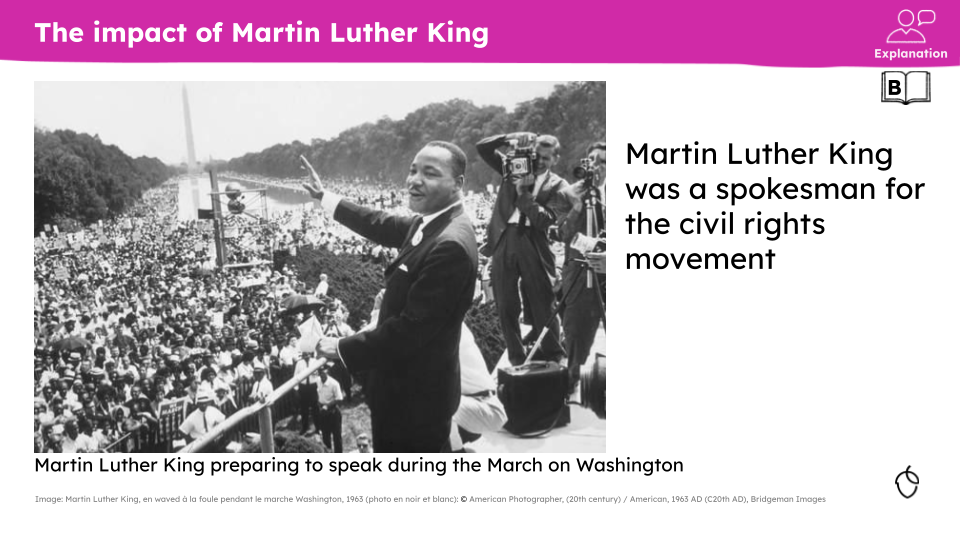 The impact of Martin Luther King
Explanation
B
Martin Luther King
was a spokesman for
the civil rights
movement
Martin Luther King preparing to speak during the March on Washington
Image: Martin Luther King, en waved à la foule pendant le marche Washington, 1963 (photo en noir et blanc): © American Photographer, (20th century) / American, 1963 AD (C20th AD), Bridgeman Images